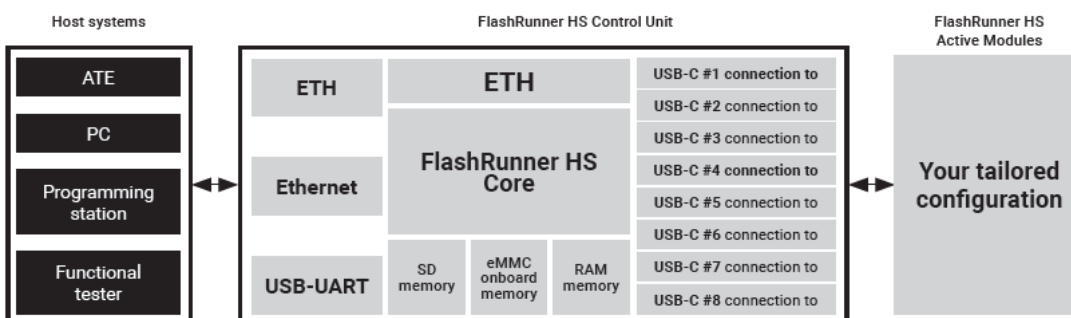 Host systems
ATE
PC
Programming
station
Functional
tester
FlashRunner HS Control Unit
ETH
Ethernet
USB-UART
ETH
FlashRunner HS
Core
SD
memory
eMMC
onboard
memory
RAM
memory
USB-C #1 connection to
USB-C #2 connection to
USB-C #3 connection to
USB-C #4 connection to
USB-C #5 connection to
USB-C #6 connection to
USB-C #7 connection to
USB-C #8 connection to
FlashRunner HS
Active Modules
Your tailored
configuration